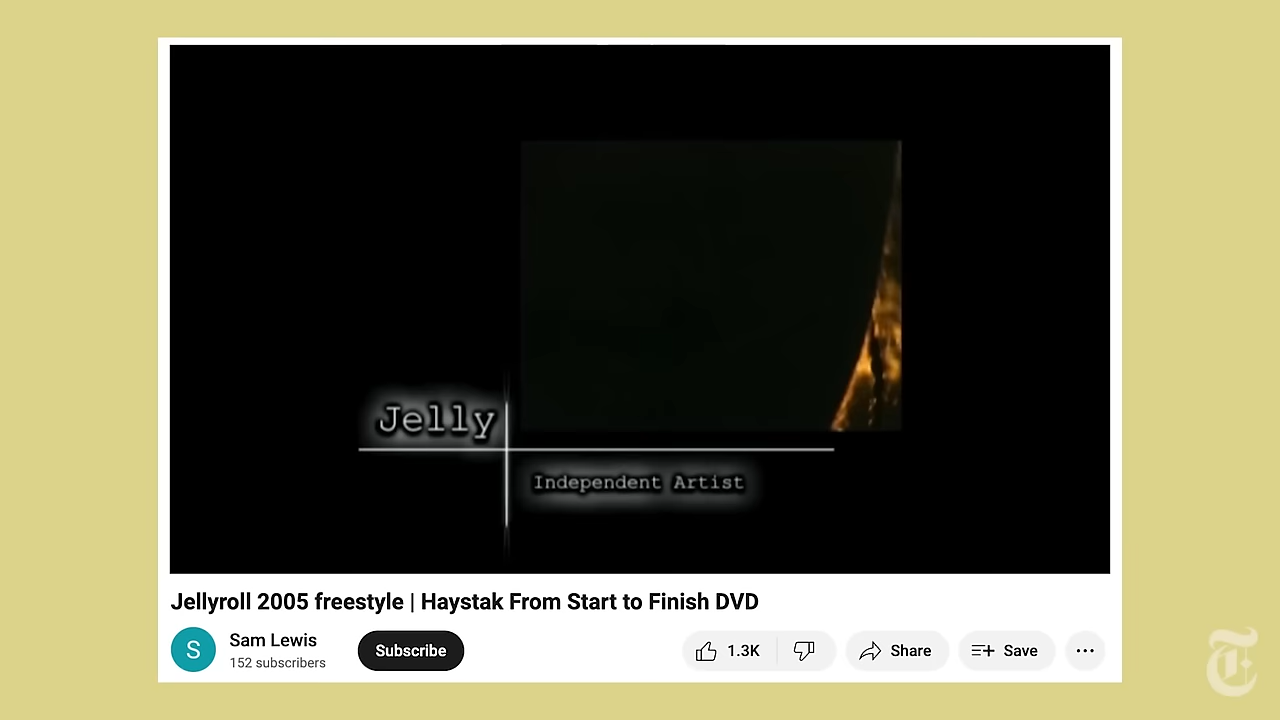 Jelly
Independent Artist
Jellyroll 2005 freestyle | Haystak From Start to Finish DVD
S
Sam Lewis
152 subscribers
Subscribe
1.3K
Share
Save
T